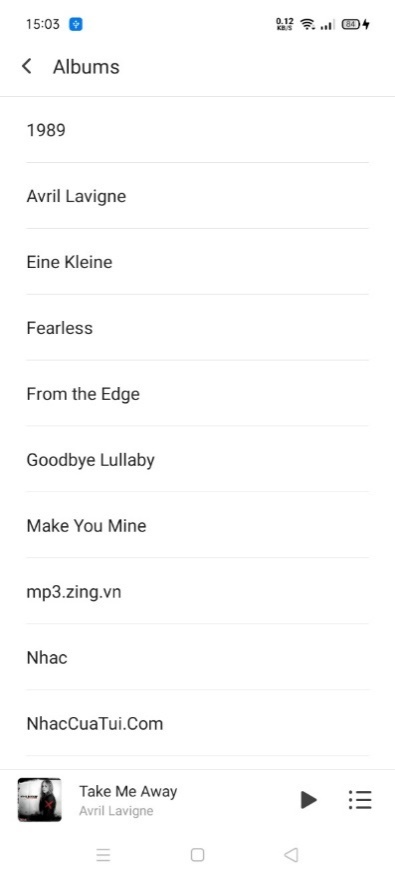 15:03
0.12
KB/S
84
Albums
1989
Avril Lavigne
Eine Kleine
Fearless
From the Edge
Goodbye Lullaby
Make You Mine
mp3.zing.vn
Nhac
NhacCuaTui.Com
Take Me Away
Avril Lavigne